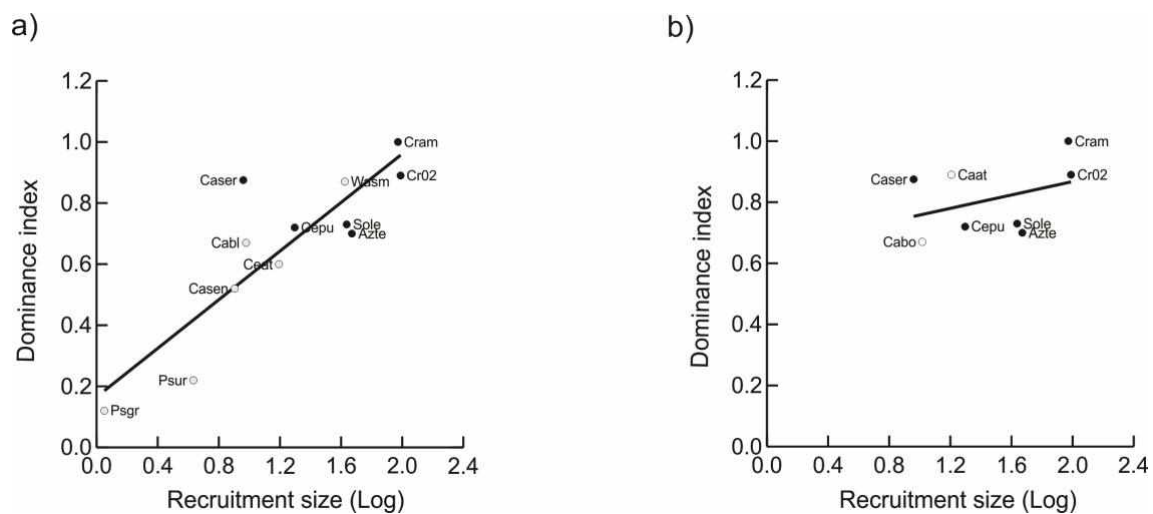 a)
1.2
1.0
0.8
0.6
0.4
0.2
0.0
Dominance index
Cram
Cr02
Wasm
Caser
Cepu
Sole
Azte
Cabl
Ceat
Casen
Psur
Psgr
0.0 0.4 0.8 1.2 1.6 2.0 2.4
Recruitment size (Log)
b)
1.2
1.0
0.8
0.6
0.4
0.2
0.0
Dominance index
Cram
Caser
Caat
Cr02
Cepu
Sole
Azte
Cabo
0.0 0.4 0.8 1.2 1.6 2.0 2.4
Recruitment size (Log)